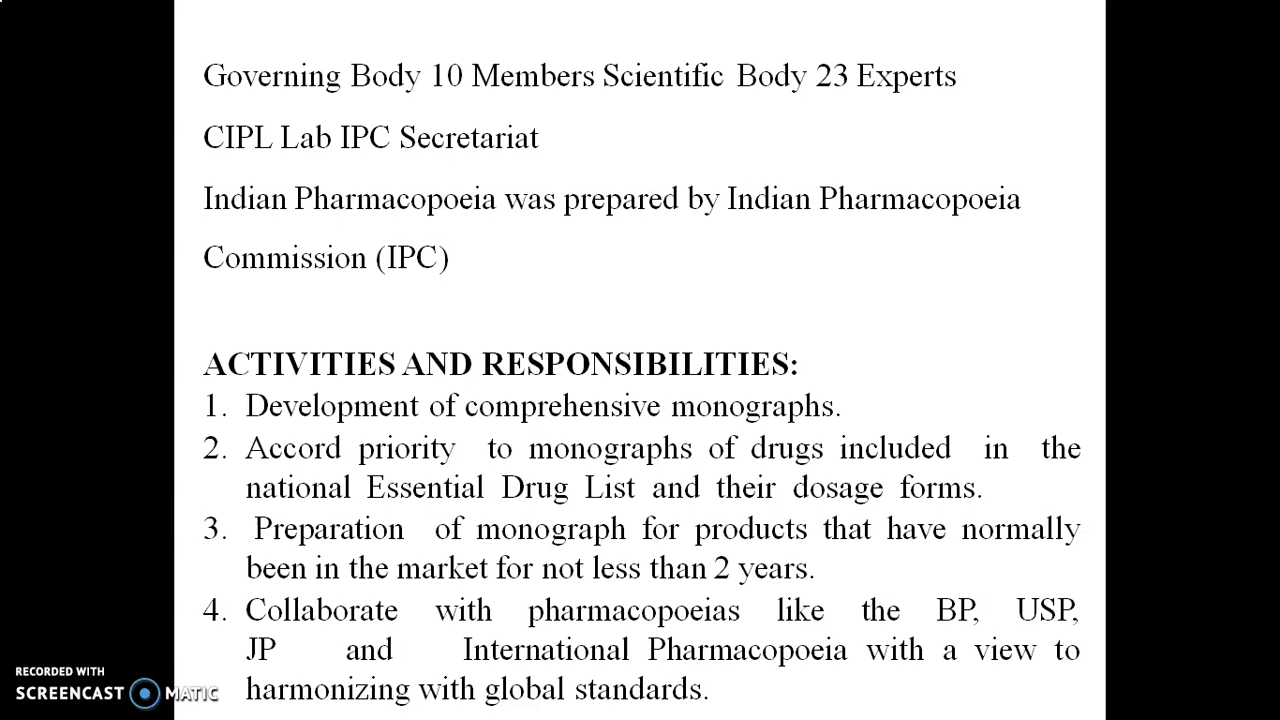 Governing Body 10 Members Scientific Body 23 Experts
CIPL Lab IPC Secretariat
Indian Pharmacopoeia was prepared by Indian Pharmacopoeia
Commission (IPC)
ACTIVITIES AND RESPONSIBILITIES:
1. Development of comprehensive monographs.
2. Accord priority to monographs of drugs included in the
national Essential Drug List and their dosage forms.
3. Preparation of monograph for products that have normally
been in the market for not less than 2 years.
4. Collaborate with pharmacopoeias like the BP, USP,
JP and International Pharmacopoeia with a view to
harmonizing with global standards.
RECORDED WITH
SCREENCAST MATIC